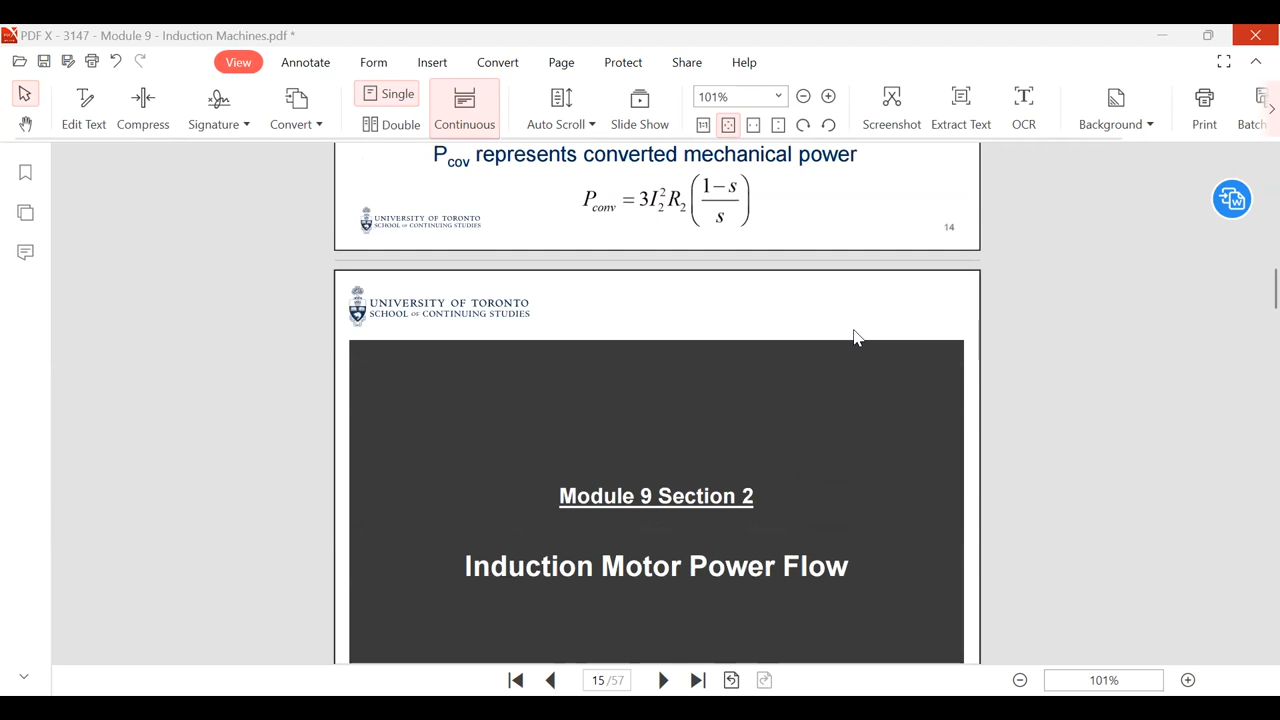 PDF X - 3147 - Module 9 - Induction Machines.pdf *
View Annotate Form Insert Convert Page Protect Share Help
Single
101%
Edit Text Compress Signature Convert Double Continuous Auto Scroll Slide Show Screenshot Extract Text OCR Background Print Batch
Pcov represents converted mechanical power
P_conv = 3I_2^2 R_2 ((1-s)/s)
UNIVERSITY OF TORONTO
SCHOOL OF CONTINUING STUDIES
14
UNIVERSITY OF TORONTO
SCHOOL OF CONTINUING STUDIES
Module 9 Section 2
Induction Motor Power Flow
15 /57
101%